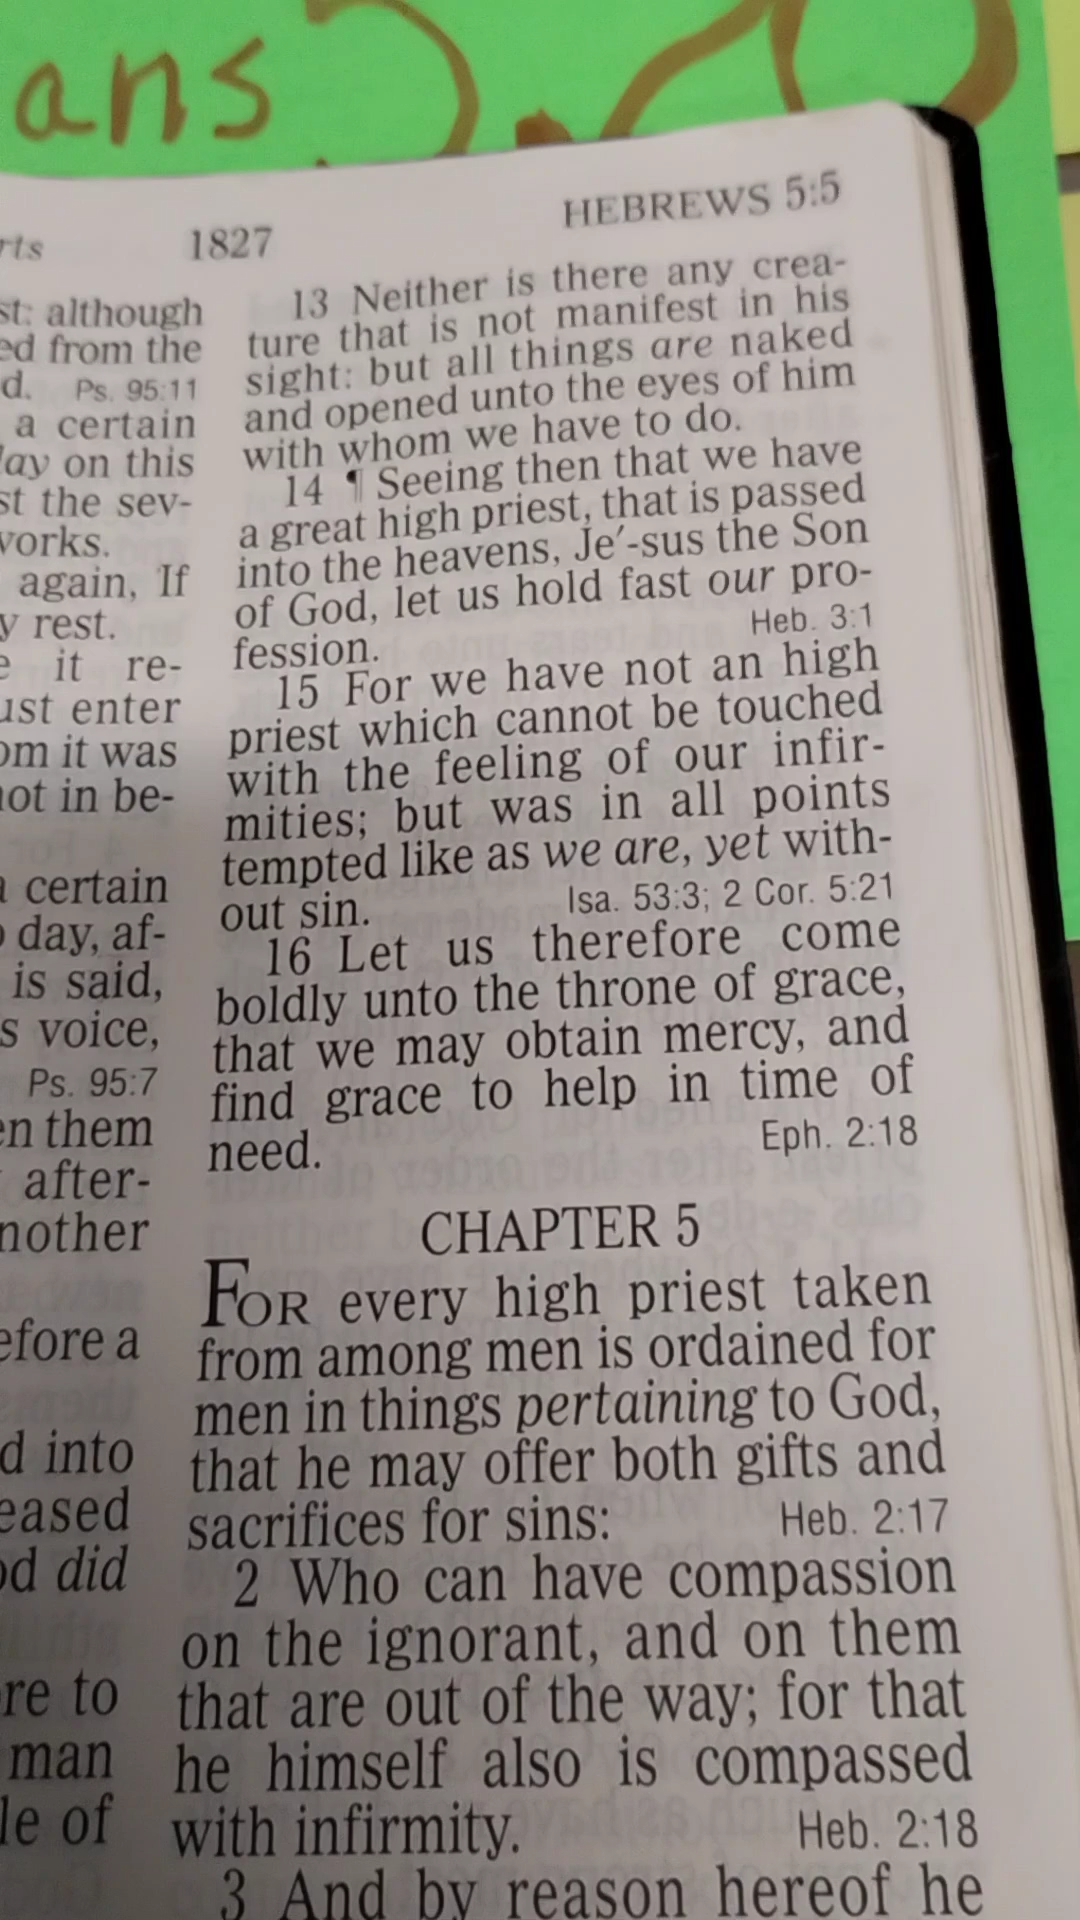 ans
rts 1827 HEBREWS 5:5
st: although
ed from the
d. Ps. 95:11
a certain
day on this
st the sev-
works.
again, If
y rest.
e it re-
ust enter
om it was
not in be-
a certain
day, af-
is said,
s voice,
Ps. 95:7
en them
after-
nother
efore a
d into
eased
od did
re to
man
le of
13 Neither is there any crea-
ture that is not manifest in his
sight: but all things are naked
and opened unto the eyes of him
with whom we have to do.
14 ¶ Seeing then that we have
a great high priest, that is passed
into the heavens, Je′-sus the Son
of God, let us hold fast our pro-
fession. Heb. 3:1
15 For we have not an high
priest which cannot be touched
with the feeling of our infir-
mities; but was in all points
tempted like as we are, yet with-
out sin. Isa. 53:3; 2 Cor. 5:21
16 Let us therefore come
boldly unto the throne of grace,
that we may obtain mercy, and
find grace to help in time of
need. Eph. 2:18
CHAPTER 5
FOR every high priest taken
from among men is ordained for
men in things pertaining to God,
that he may offer both gifts and
sacrifices for sins: Heb. 2:17
2 Who can have compassion
on the ignorant, and on them
that are out of the way; for that
he himself also is compassed
with infirmity. Heb. 2:18
3 And by reason hereof he